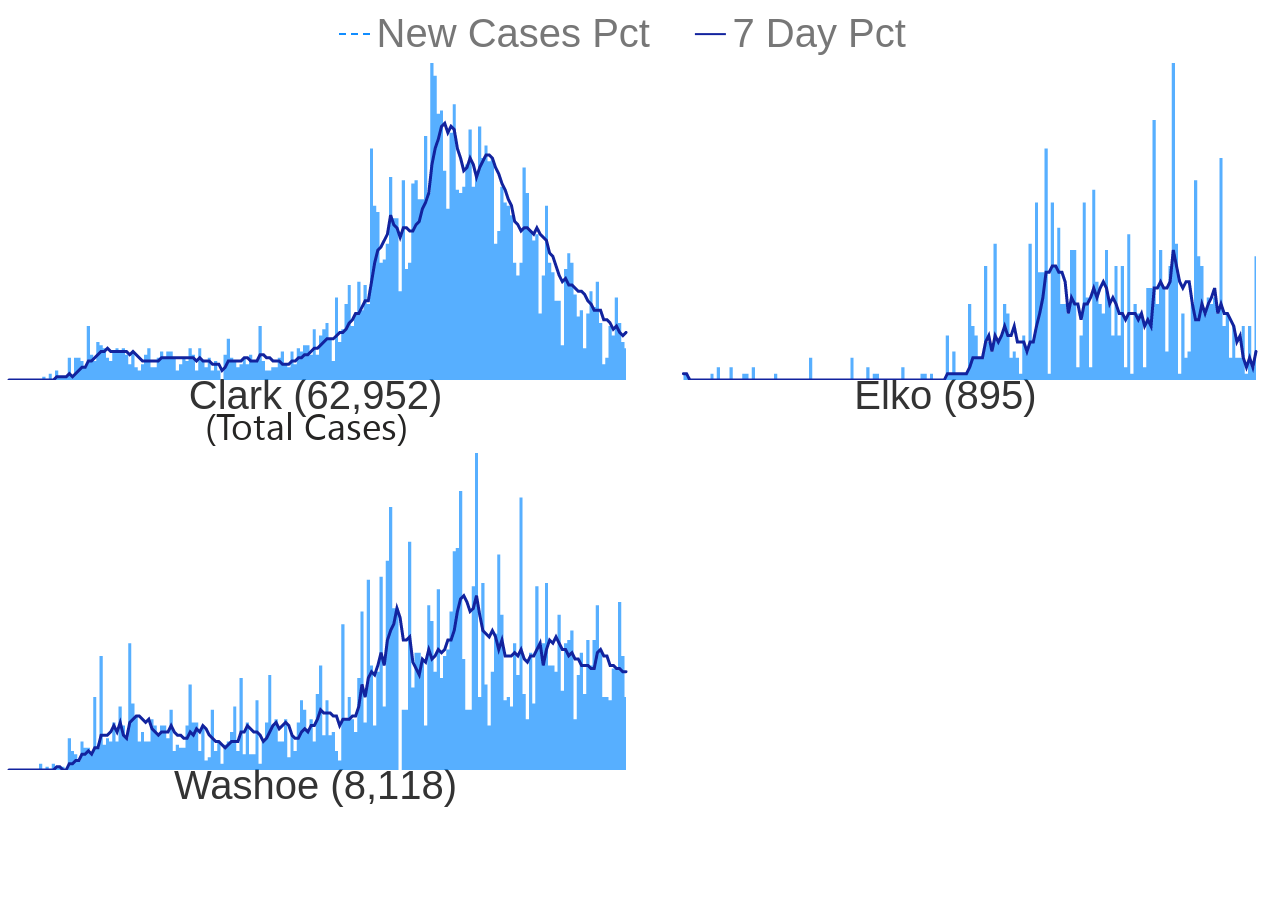 New Cases Pct 7 Day Pct
Clark (62,952)
(Total Cases)
Elko (895)
Washoe (8,118)